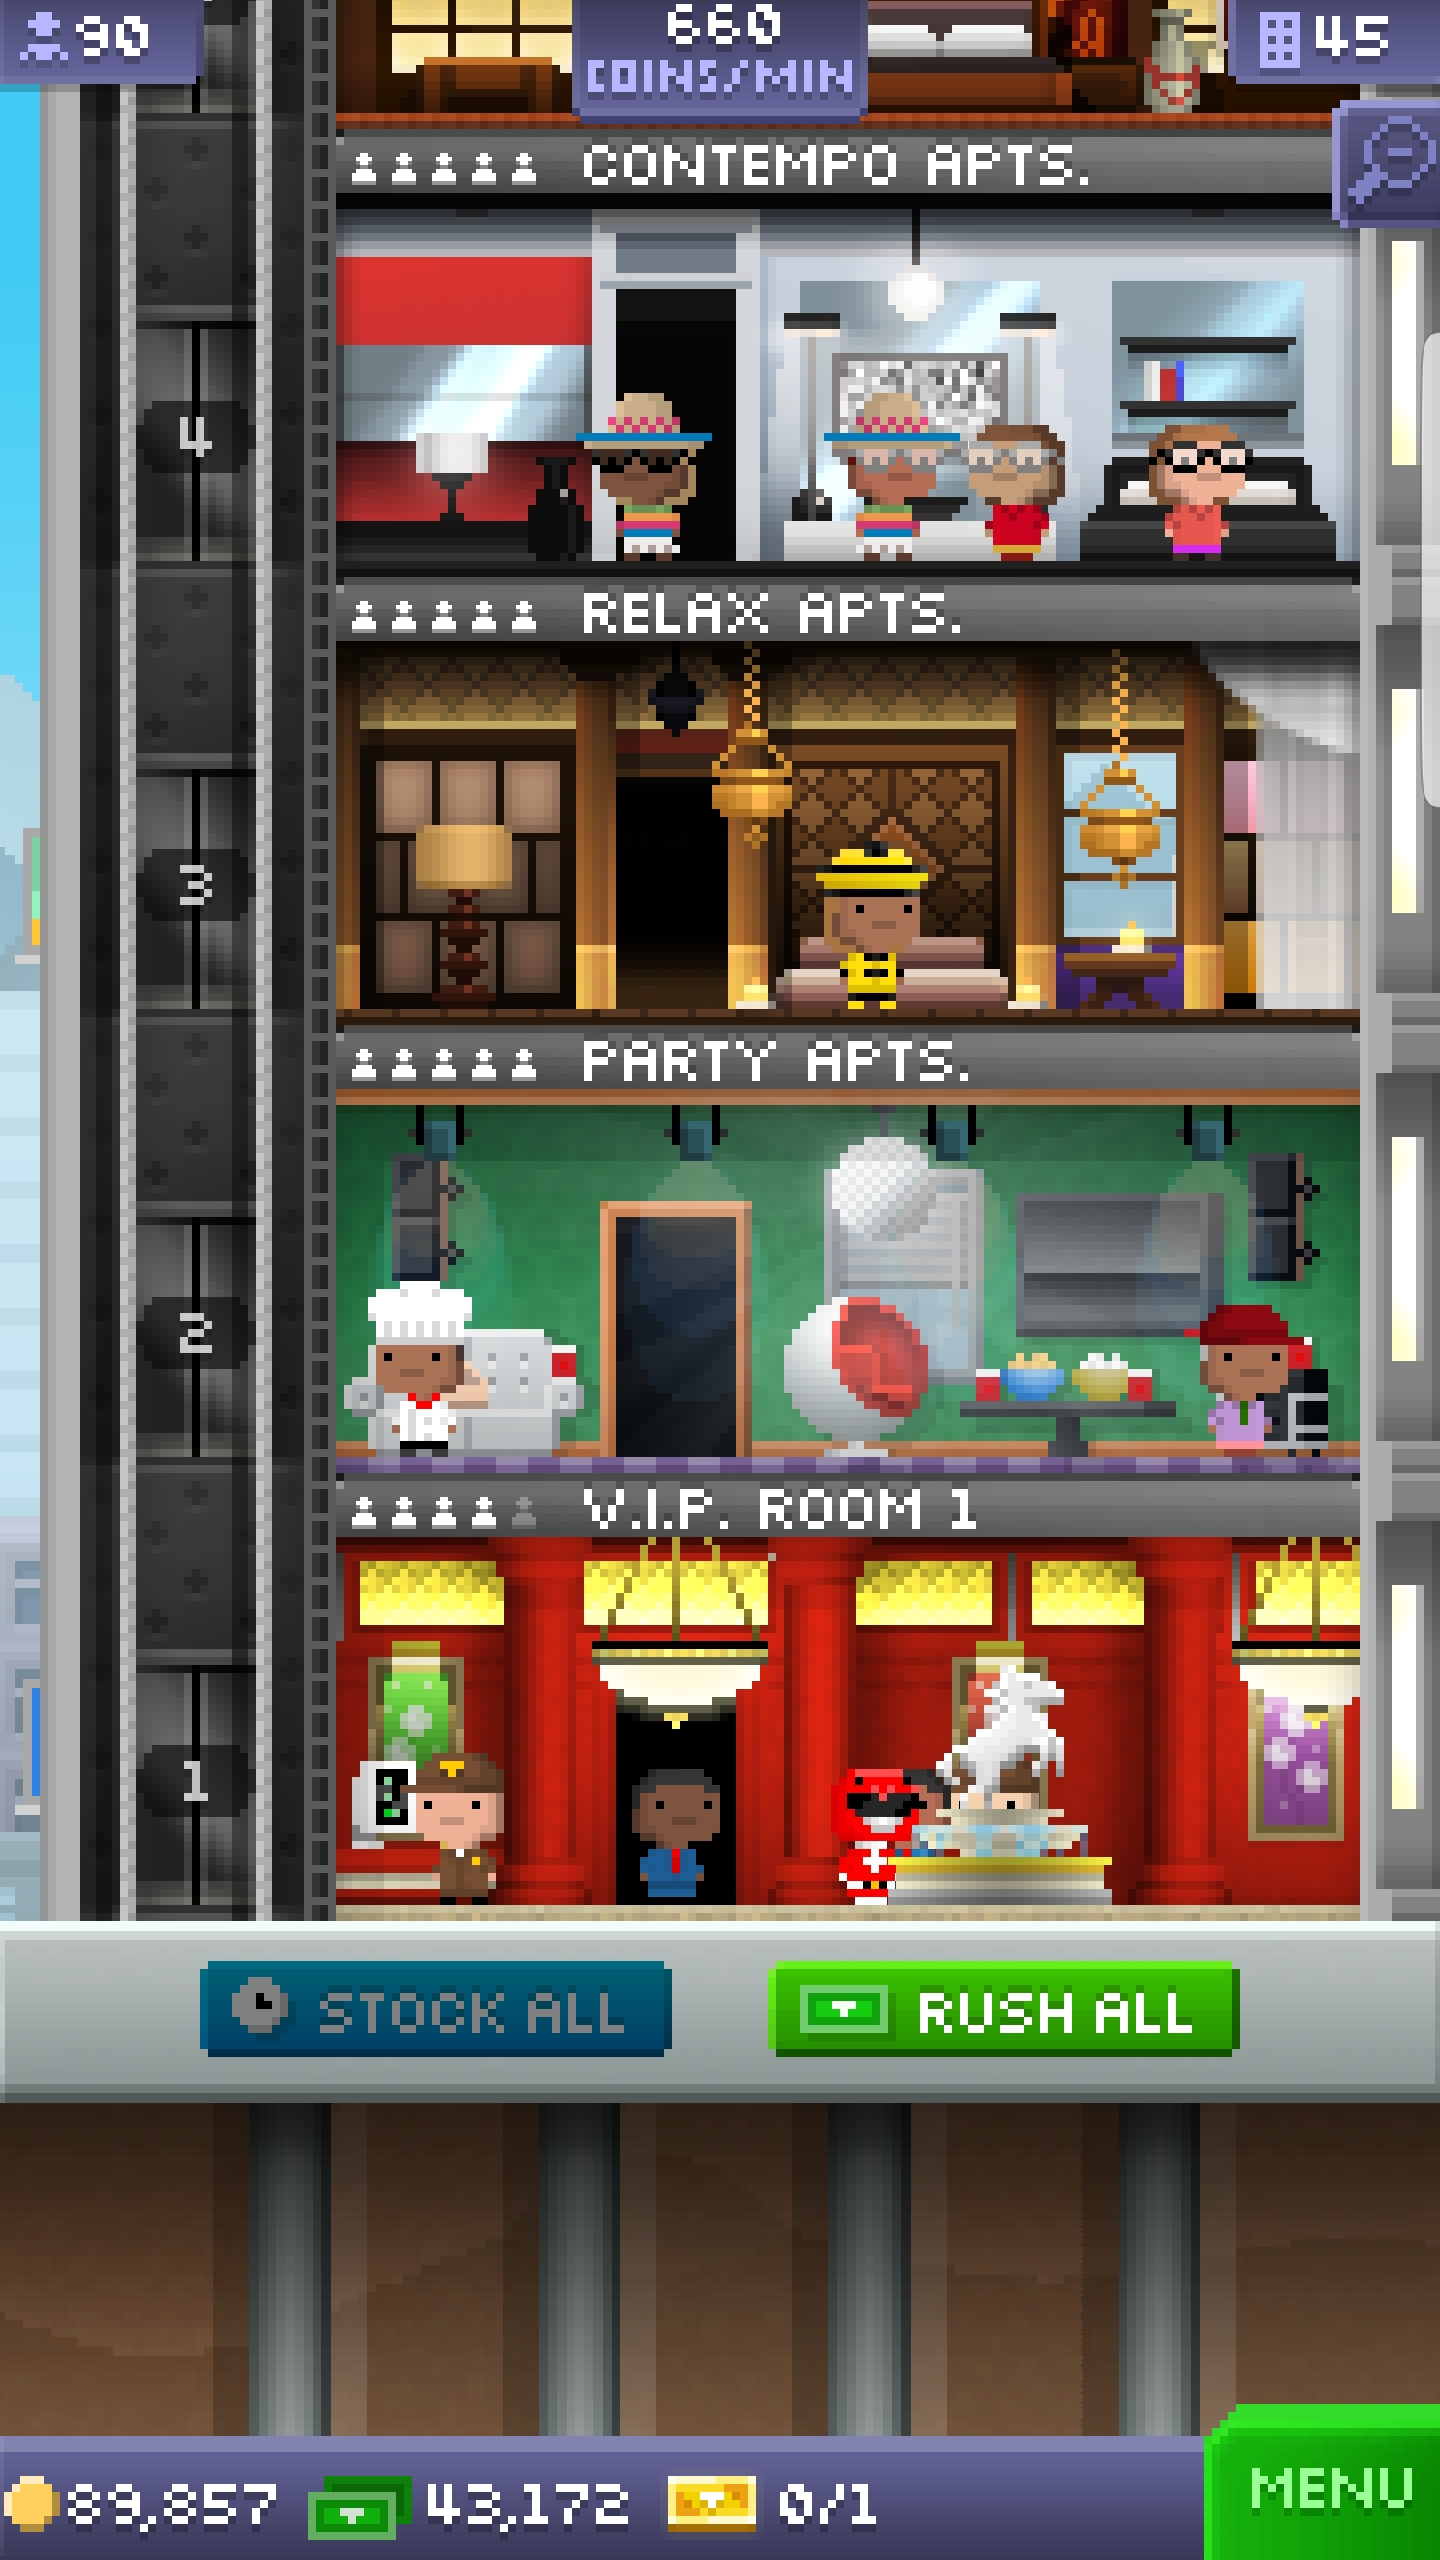 90
660
COINS/MIN
45
CONTEMPO APTS.
4
RELAX APTS.
3
PARTY APTS.
2
V.I.P. ROOM 1
1
STOCK ALL
RUSH ALL
89,857
43,172
0/1
MENU